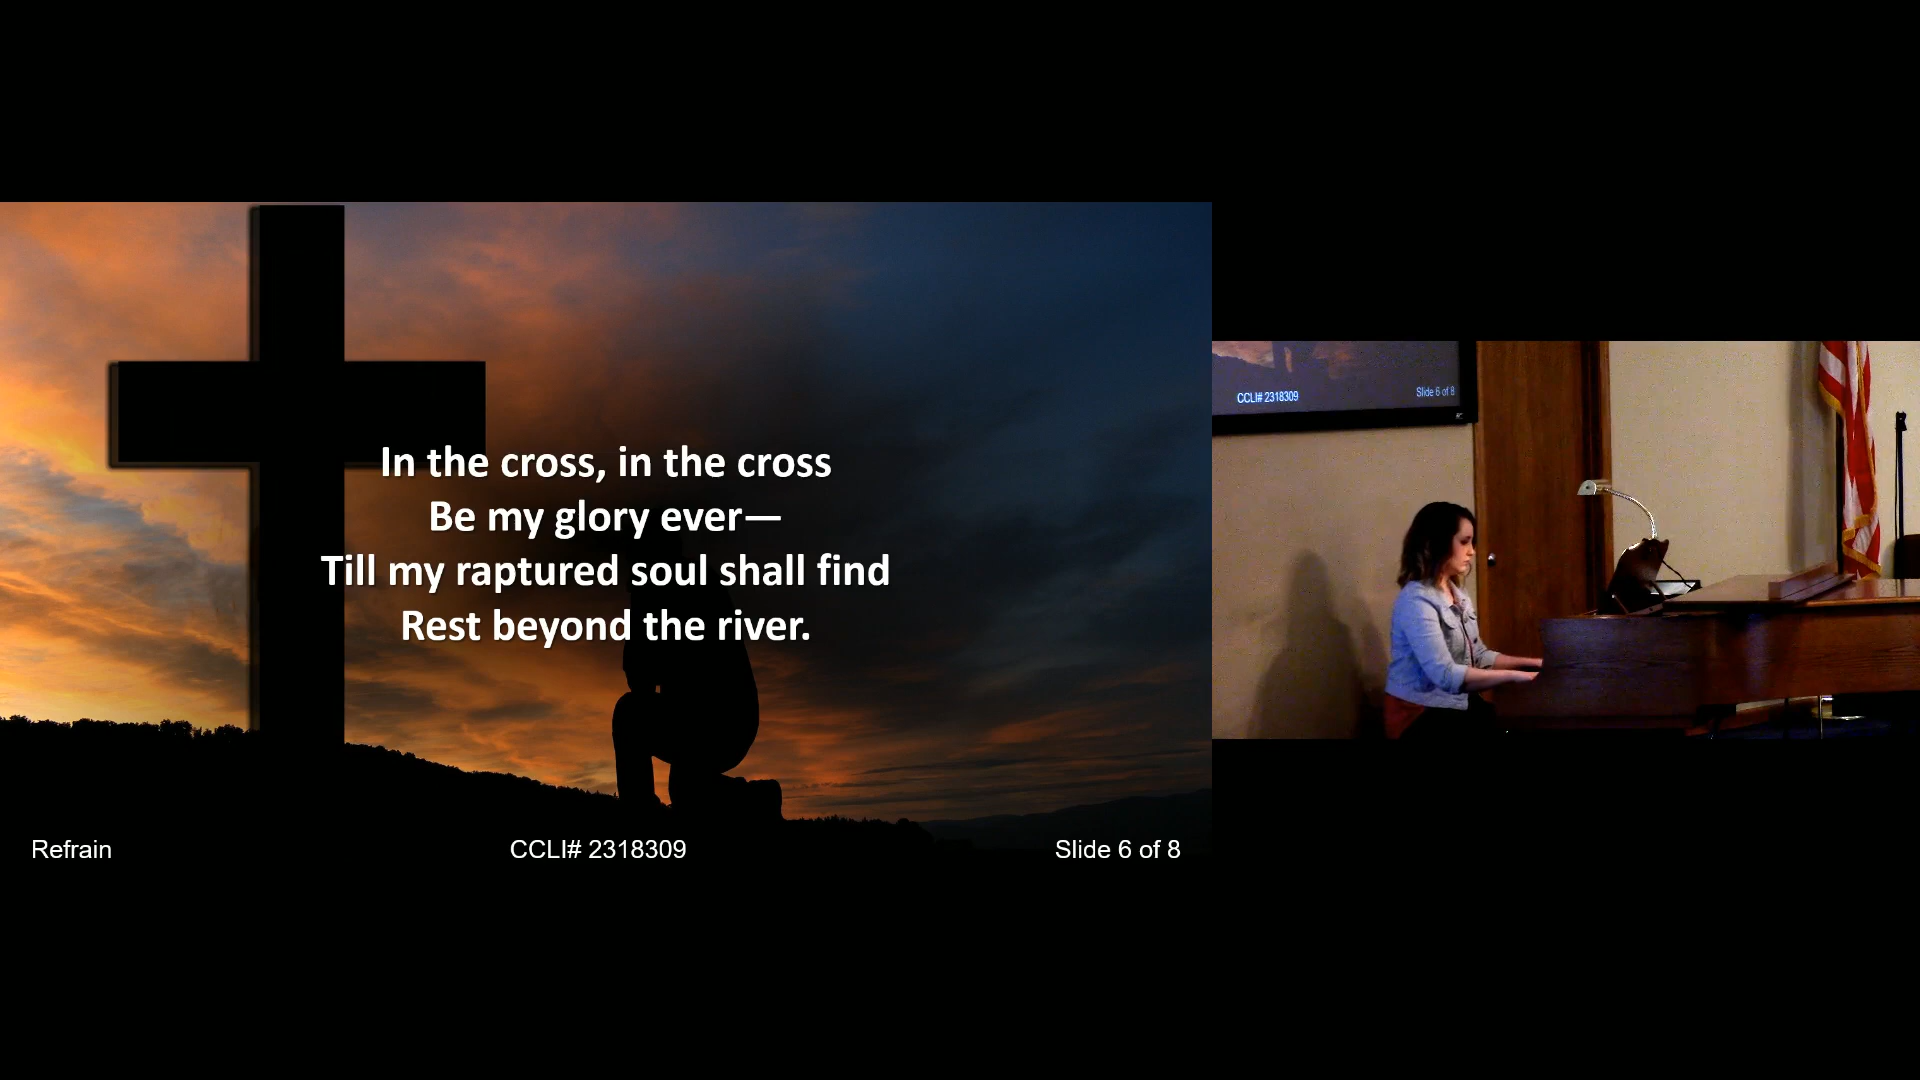 In the cross, in the cross
Be my glory ever—
Till my raptured soul shall find
Rest beyond the river.
Refrain
CCLI# 2318309
Slide 6 of 8
CCLI# 2318309
Slide 6 of 8